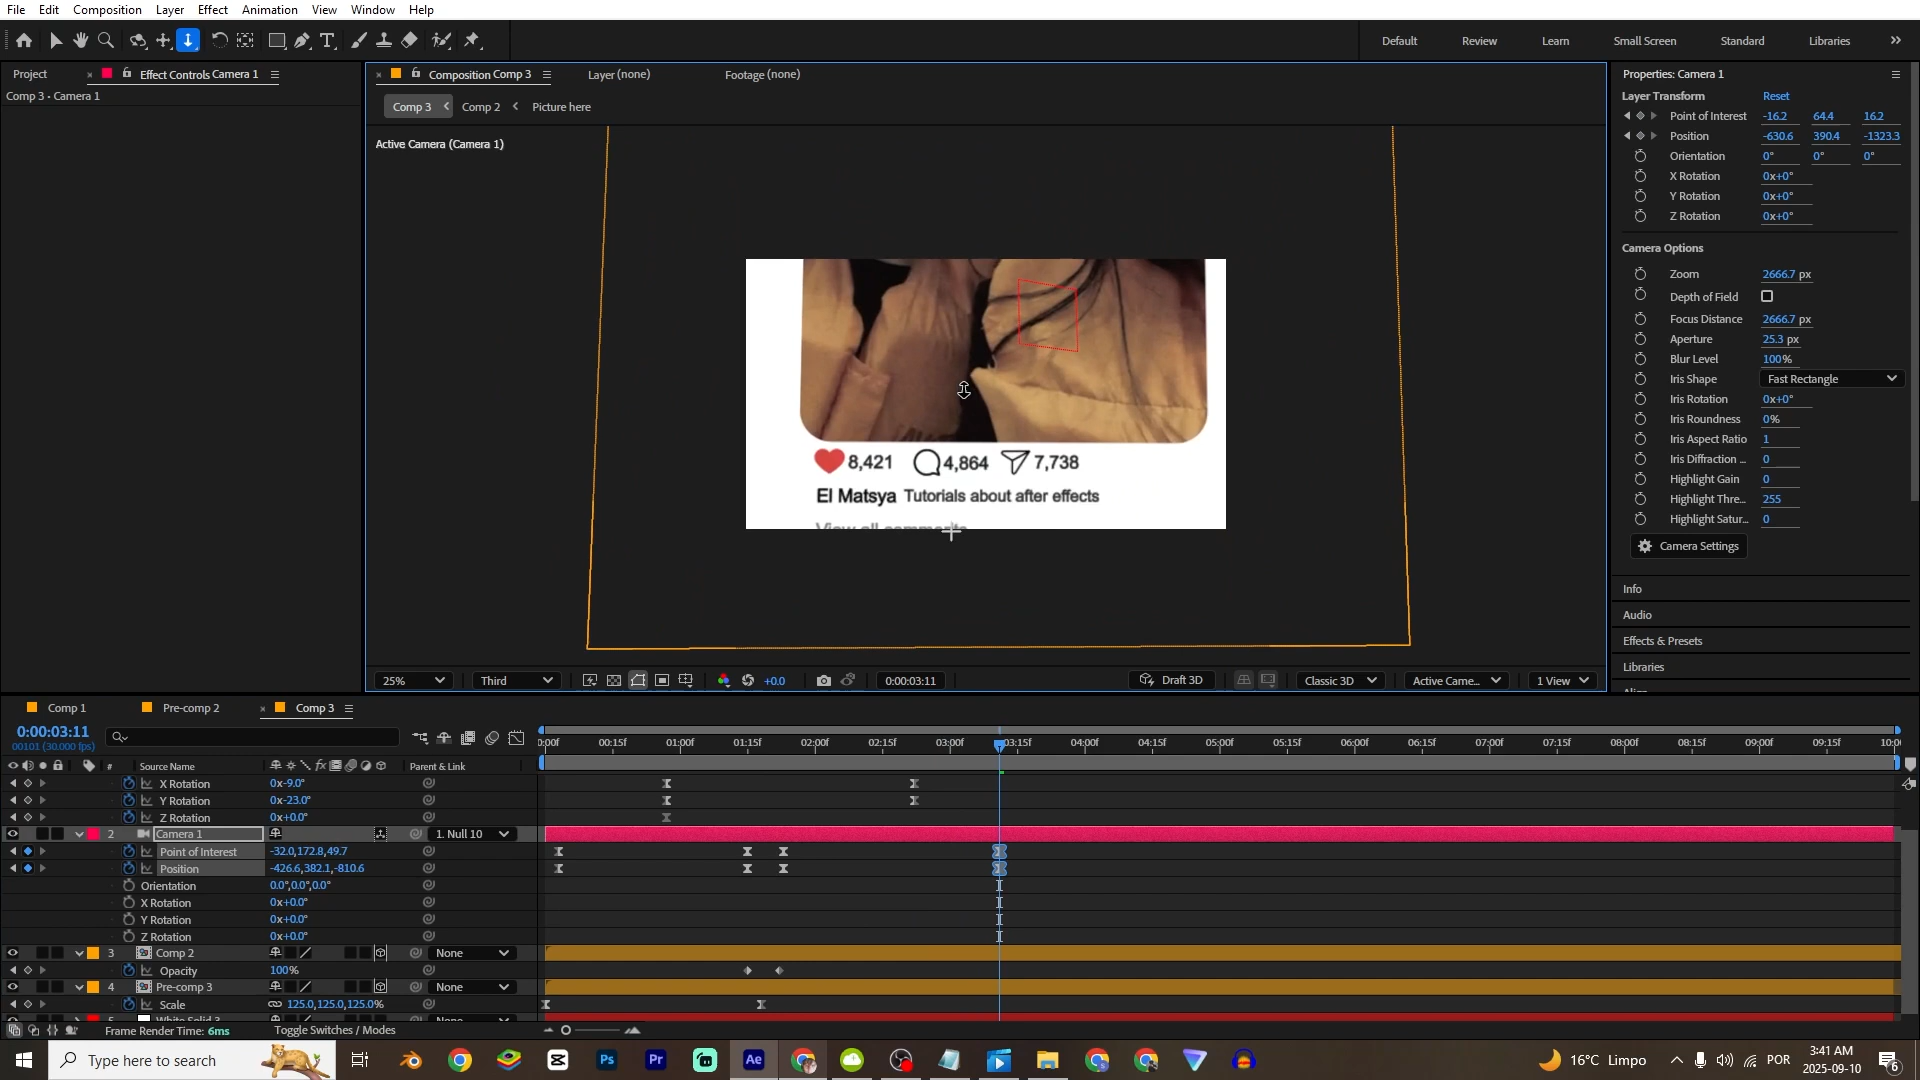 File Edit Composition Layer Effect Animation View Window Help
Default Review Learn Small Screen Standard Libraries
Project
Effect Controls Camera 1
Comp 3 • Camera 1
Composition Comp 3
Layer (none)
Footage (none)
Comp 3 Comp 2 Picture here
Active Camera (Camera 1)
8,421 4,864 7,738
El Matsya Tutorials about after effects
25% Third +0.0 0:00:03:11 Draft 3D Classic 3D Active Came... 1 View
Properties: Camera 1
Layer Transform Reset
Point of Interest -16.2 64.4 16.2
Position -630.6 390.4 -1323.3
Orientation 0° 0° 0°
X Rotation 0x+0°
Y Rotation 0x+0°
Z Rotation 0x+0°
Camera Options
Zoom 2666.7 px
Depth of Field
Focus Distance 2666.7 px
Aperture 25.3 px
Blur Level 100%
Iris Shape Fast Rectangle
Iris Rotation 0x+0°
Iris Roundness 0%
Iris Aspect Ratio 1
Iris Diffraction ... 0
Highlight Gain 0
Highlight Thre... 255
Highlight Satur... 0
Camera Settings
Info
Audio
Effects & Presets
Libraries
Comp 1 Pre-comp 2 Comp 3
0:00:03:11
00101 (30.000 fps)
# Source Name Parent & Link
0:00f 00:15f 01:00f 01:15f 02:00f 02:15f 03:00f 03:15f 04:00f 04:15f 05:00f 05:15f 06:00f 06:15f 07:00f 07:15f 08:00f 08:15f 09:00f 09:15f 10:0
X Rotation 0x-9.0°
Y Rotation 0x-23.0°
Z Rotation 0x+0.0°
2 Camera 1 1. Null 10
Point of Interest -32.0,172.8,49.7
Position -426.6,382.1,-810.6
Orientation 0.0°,0.0°,0.0°
X Rotation 0x+0.0°
Y Rotation 0x+0.0°
Z Rotation 0x+0.0°
3 Comp 2 None
Opacity 100%
4 Pre-comp 3 None
Scale 125.0,125.0,125.0%
Frame Render Time: 6ms Toggle Switches / Modes
Type here to search
Ps Pr Ae
16°C Limpo POR 3:41 AM
2025-09-10
6